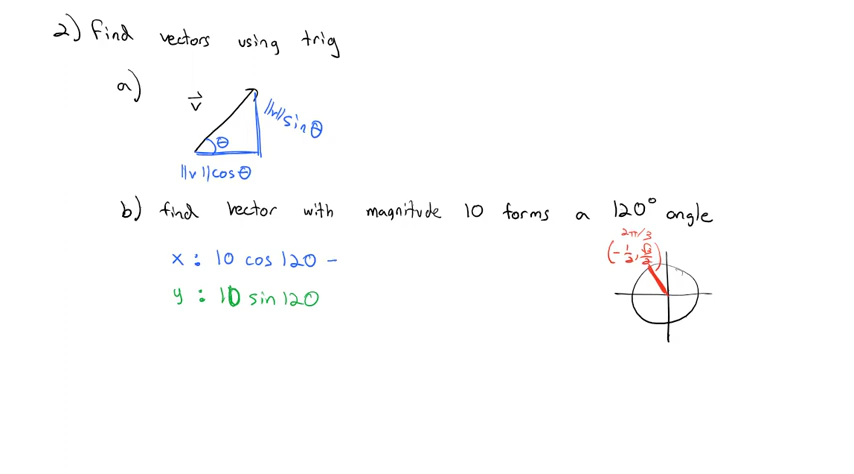 2) Find vectors using trig
a)
v
||v|| sin θ
θ
||v|| cos θ
b) find vector with magnitude 10 forms a 120° angle
2π/3
(-1/2, √3/2)
x : 10 cos 120 -
y : 10 sin 120